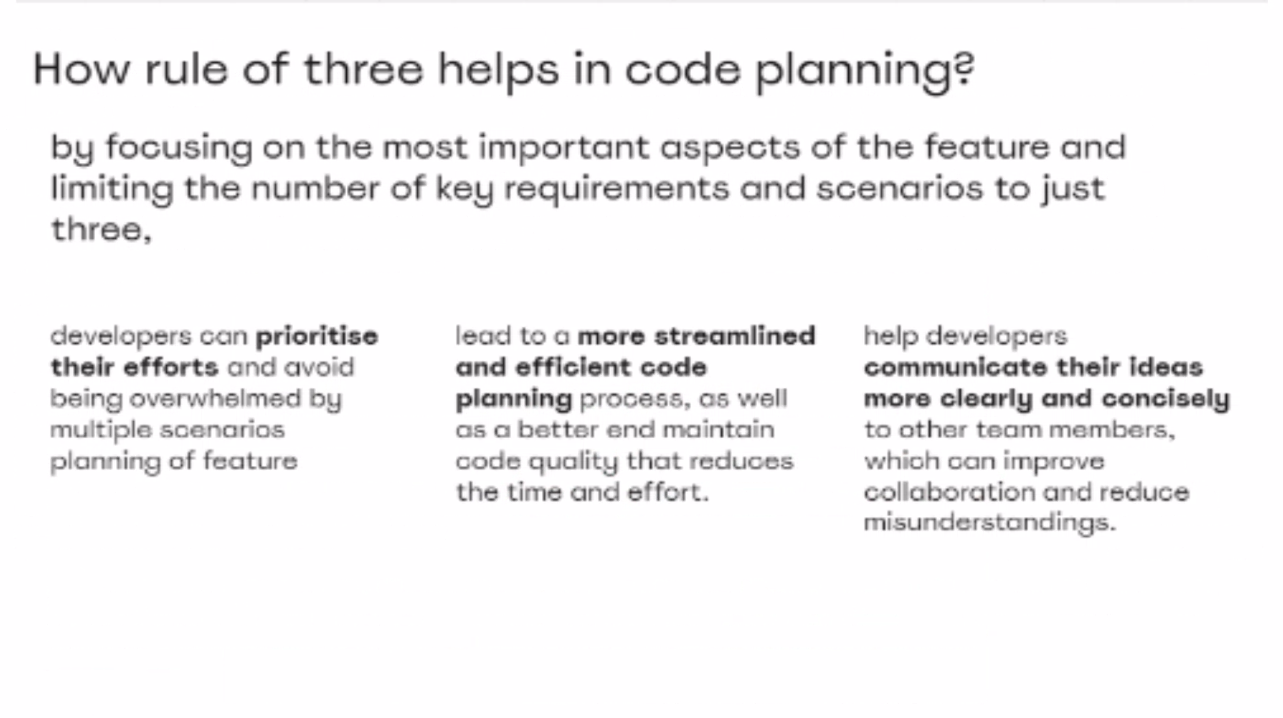 How rule of three helps in code planning?
by focusing on the most important aspects of the feature and
limiting the number of key requirements and scenarios to just
three,
developers can prioritise
their efforts and avoid
being overwhelmed by
multiple scenarios
planning of feature
lead to a more streamlined
and efficient code
planning process, as well
as a better end maintain
code quality that reduces
the time and effort.
help developers
communicate their ideas
more clearly and concisely
to other team members,
which can improve
collaboration and reduce
misunderstandings.